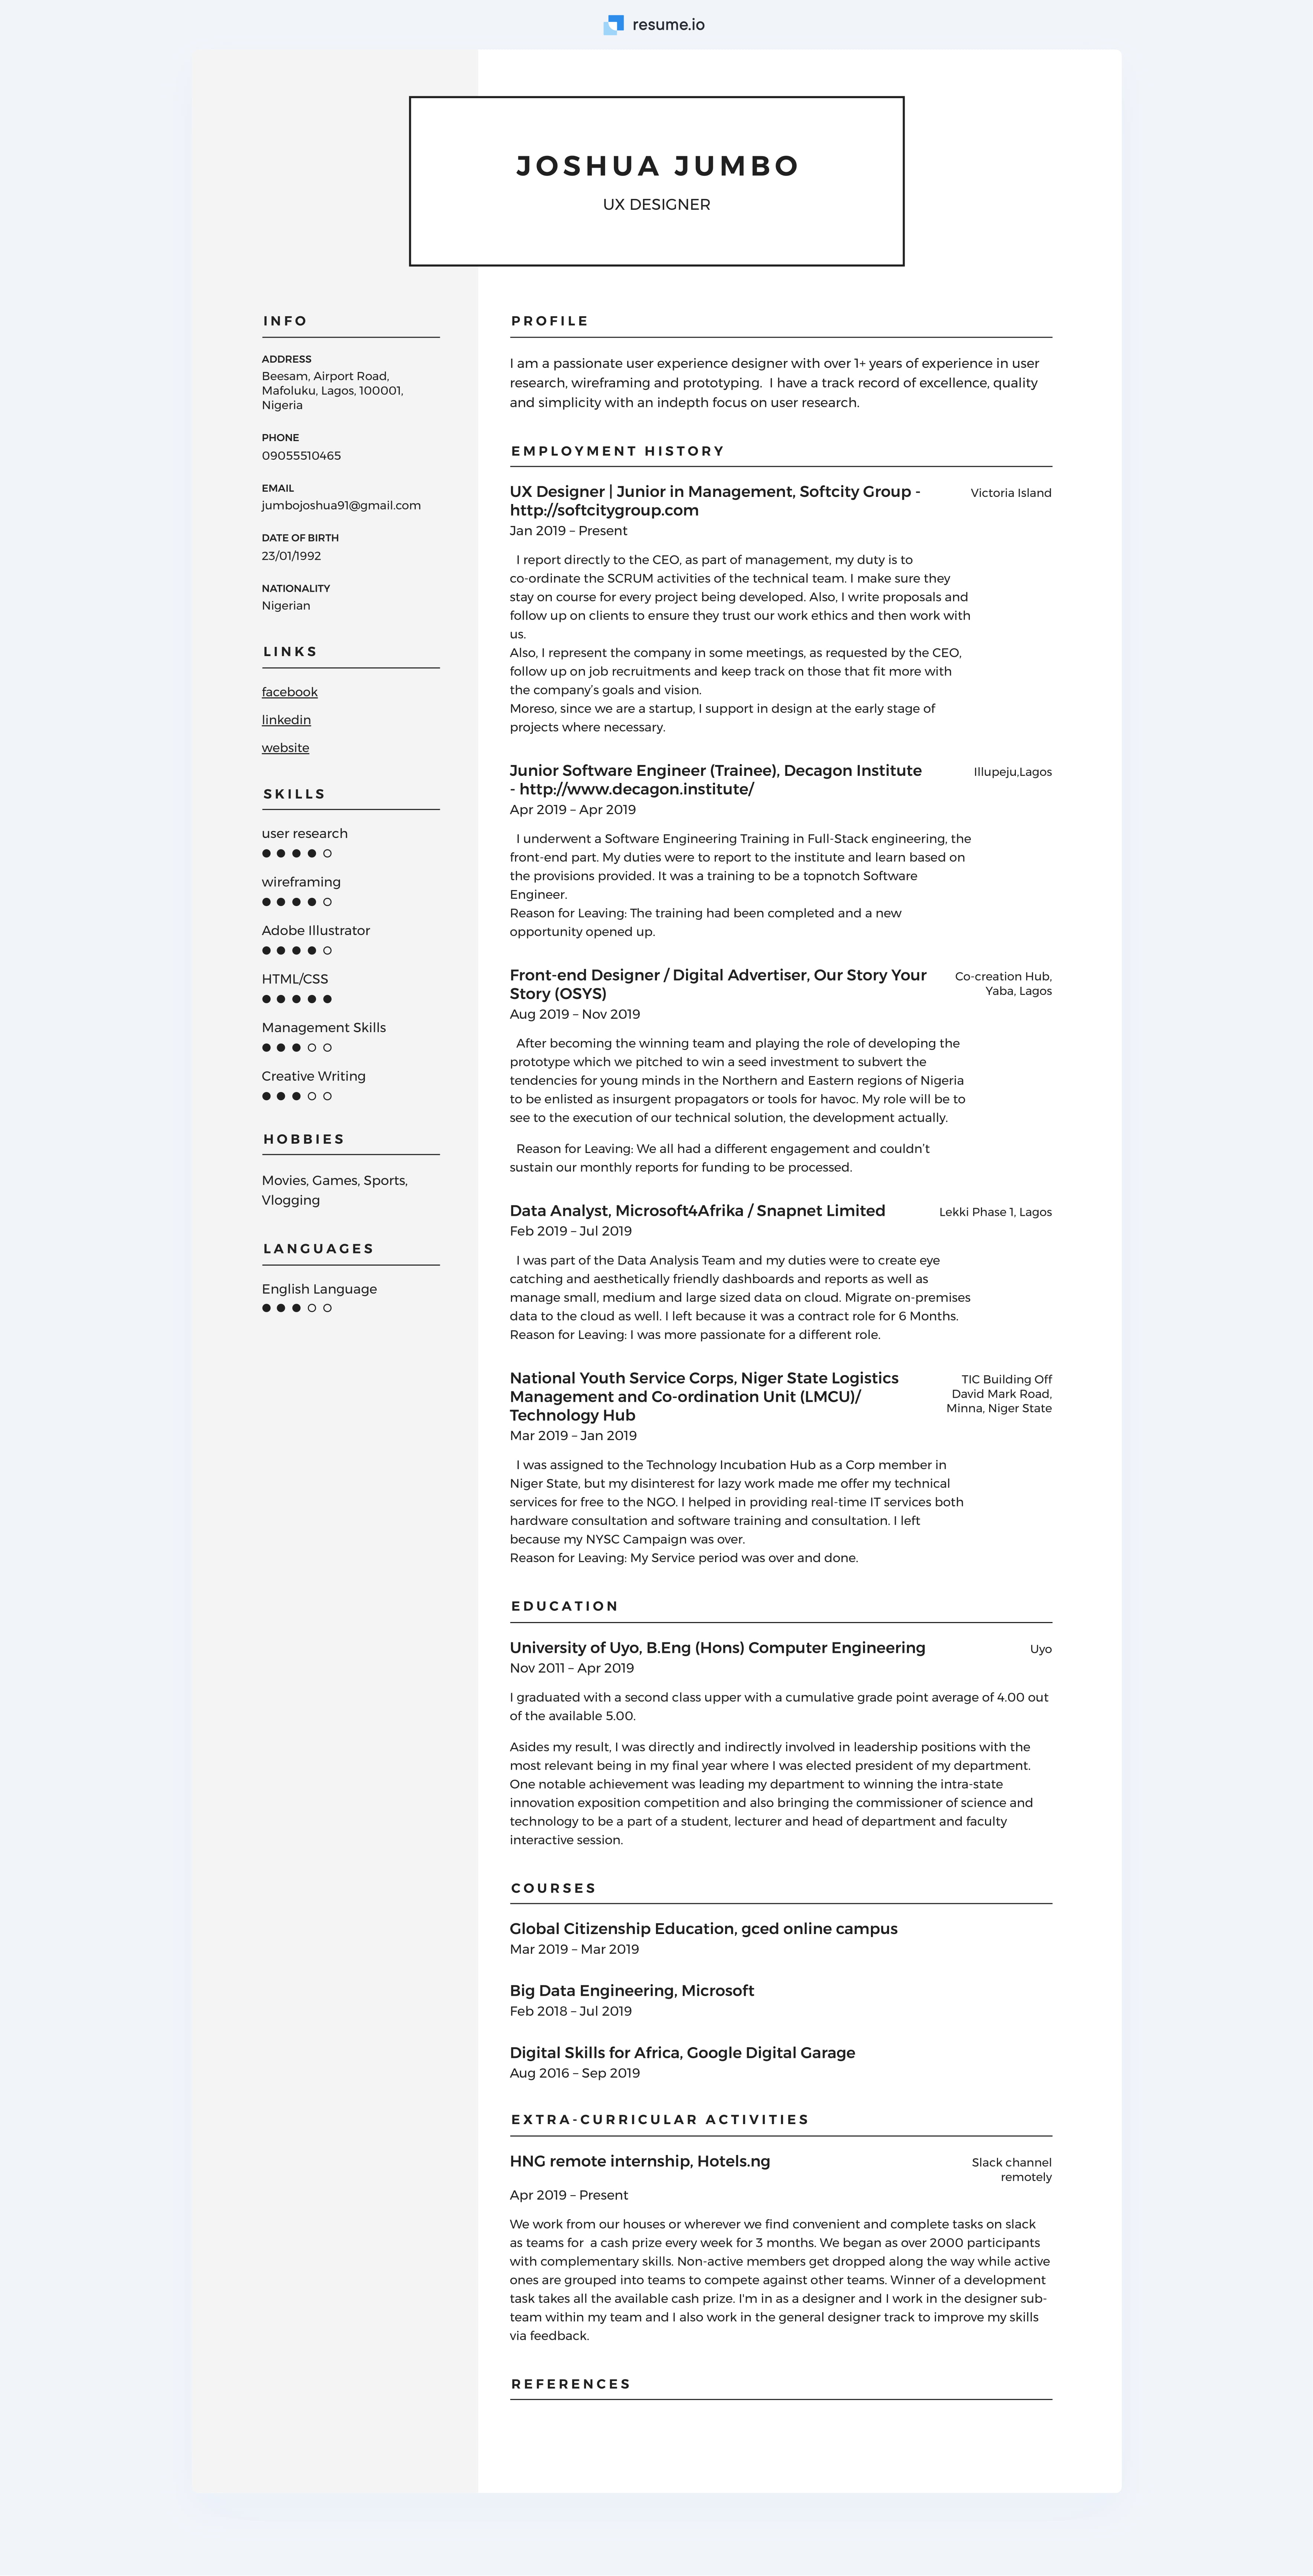 resume.io
JOSHUA JUMBO
UX DESIGNER
INFO
ADDRESS
Beesam, Airport Road,
Mafoluku, Lagos, 100001,
Nigeria
PHONE
09055510465
EMAIL
jumbojoshua91@gmail.com
DATE OF BIRTH
23/01/1992
NATIONALITY
Nigerian
LINKS
facebook
linkedin
website
SKILLS
user research
wireframing
Adobe Illustrator
HTML/CSS
Management Skills
Creative Writing
HOBBIES
Movies, Games, Sports,
Vlogging
LANGUAGES
English Language
PROFILE
I am a passionate user experience designer with over 1+ years of experience in user
research, wireframing and prototyping.  I have a track record of excellence, quality
and simplicity with an indepth focus on user research.
EMPLOYMENT HISTORY
UX Designer | Junior in Management, Softcity Group -
http://softcitygroup.com
Victoria Island
Jan 2019 – Present
I report directly to the CEO, as part of management, my duty is to
co-ordinate the SCRUM activities of the technical team. I make sure they
stay on course for every project being developed. Also, I write proposals and
follow up on clients to ensure they trust our work ethics and then work with
us.
Also, I represent the company in some meetings, as requested by the CEO,
follow up on job recruitments and keep track on those that fit more with
the company's goals and vision.
Moreso, since we are a startup, I support in design at the early stage of
projects where necessary.
Junior Software Engineer (Trainee), Decagon Institute
- http://www.decagon.institute/
Illupeju,Lagos
Apr 2019 – Apr 2019
I underwent a Software Engineering Training in Full-Stack engineering, the
front-end part. My duties were to report to the institute and learn based on
the provisions provided. It was a training to be a topnotch Software
Engineer.
Reason for Leaving: The training had been completed and a new
opportunity opened up.
Front-end Designer / Digital Advertiser, Our Story Your
Story (OSYS)
Co-creation Hub,
Yaba, Lagos
Aug 2019 – Nov 2019
After becoming the winning team and playing the role of developing the
prototype which we pitched to win a seed investment to subvert the
tendencies for young minds in the Northern and Eastern regions of Nigeria
to be enlisted as insurgent propagators or tools for havoc. My role will be to
see to the execution of our technical solution, the development actually.
Reason for Leaving: We all had a different engagement and couldn't
sustain our monthly reports for funding to be processed.
Data Analyst, Microsoft4Afrika / Snapnet Limited
Lekki Phase 1, Lagos
Feb 2019 – Jul 2019
I was part of the Data Analysis Team and my duties were to create eye
catching and aesthetically friendly dashboards and reports as well as
manage small, medium and large sized data on cloud. Migrate on-premises
data to the cloud as well. I left because it was a contract role for 6 Months.
Reason for Leaving: I was more passionate for a different role.
National Youth Service Corps, Niger State Logistics
Management and Co-ordination Unit (LMCU)/
Technology Hub
TIC Building Off
David Mark Road,
Minna, Niger State
Mar 2019 – Jan 2019
I was assigned to the Technology Incubation Hub as a Corp member in
Niger State, but my disinterest for lazy work made me offer my technical
services for free to the NGO. I helped in providing real-time IT services both
hardware consultation and software training and consultation. I left
because my NYSC Campaign was over.
Reason for Leaving: My Service period was over and done.
EDUCATION
University of Uyo, B.Eng (Hons) Computer Engineering
Uyo
Nov 2011 – Apr 2019
I graduated with a second class upper with a cumulative grade point average of 4.00 out
of the available 5.00.
Asides my result, I was directly and indirectly involved in leadership positions with the
most relevant being in my final year where I was elected president of my department.
One notable achievement was leading my department to winning the intra-state
innovation exposition competition and also bringing the commissioner of science and
technology to be a part of a student, lecturer and head of department and faculty
interactive session.
COURSES
Global Citizenship Education, gced online campus
Mar 2019 – Mar 2019
Big Data Engineering, Microsoft
Feb 2018 – Jul 2019
Digital Skills for Africa, Google Digital Garage
Aug 2016 – Sep 2019
EXTRA-CURRICULAR ACTIVITIES
HNG remote internship, Hotels.ng
Slack channel
remotely
Apr 2019 – Present
We work from our houses or wherever we find convenient and complete tasks on slack
as teams for  a cash prize every week for 3 months. We began as over 2000 participants
with complementary skills. Non-active members get dropped along the way while active
ones are grouped into teams to compete against other teams. Winner of a development
task takes all the available cash prize. I'm in as a designer and I work in the designer sub-
team within my team and I also work in the general designer track to improve my skills
via feedback.
REFERENCES